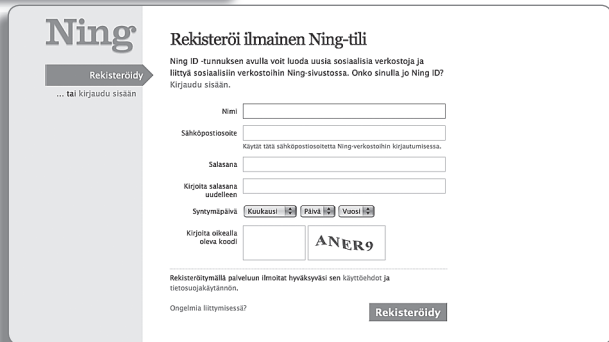 Ning
Rekisteröidy
... tai kirjaudu sisään
Rekisteröi ilmainen Ning-tili
Ning ID -tunnuksen avulla voit luoda uusia sosiaalisia verkostoja ja
liittyä sosiaalisiin verkostoihin Ning-sivustossa. Onko sinulla jo Ning ID?
Kirjaudu sisään.
Nimi
Sähköpostiosoite
Käytät tätä sähköpostiosoitetta Ning-verkostoihin kirjautumisessa.
Salasana
Kirjoita salasana
uudelleen
Syntymäpäivä Kuukausi Päivä Vuosi
Kirjoita oikealla
oleva koodi
ANER9
Rekisteröitymällä palveluun ilmoitat hyväksyväsi sen käyttöehdot ja
tietosuojakäytännön.
Ongelmia liittymisessä?
Rekisteröidy